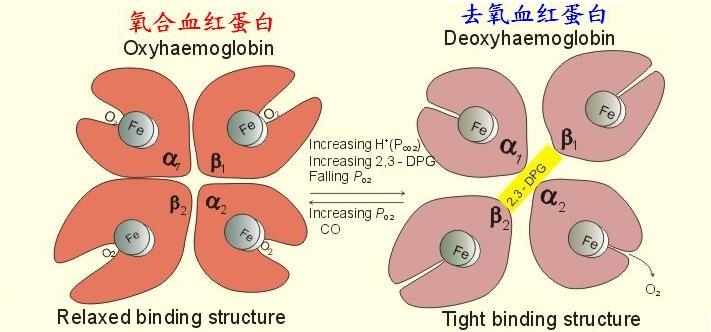 氧合血红蛋白
Oxyhaemoglobin
去氧血红蛋白
Deoxyhaemoglobin
O₂
Fe
α₁
O₂
Fe
β₁
β₂
Fe
O₂
α₂
Fe
O₂
Increasing H⁺(Pco₂)
Increasing 2,3 - DPG
Falling Po₂
Increasing Po₂
CO
Fe
α₁
Fe
β₁
2,3 - DPG
β₂
Fe
α₂
Fe
O₂
Relaxed binding structure
Tight binding structure